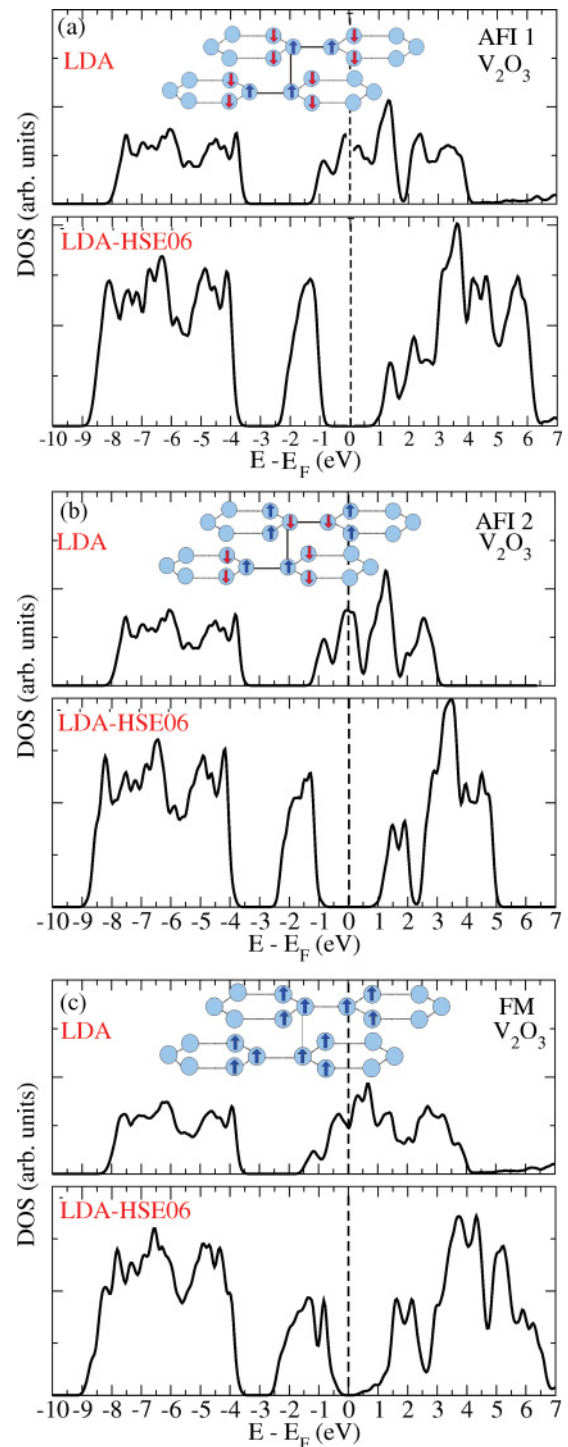 (a)
LDA
AFI 1
V₂O₃
DOS (arb. units)
LDA-HSE06
-10 -9 -8 -7 -6 -5 -4 -3 -2 -1 0 1 2 3 4 5 6 7
E - E_F (eV)
(b)
LDA
AFI 2
V₂O₃
DOS (arb. units)
LDA-HSE06
-10 -9 -8 -7 -6 -5 -4 -3 -2 -1 0 1 2 3 4 5 6 7
E - E_F (eV)
(c)
LDA
FM
V₂O₃
DOS (arb. units)
LDA-HSE06
-10 -9 -8 -7 -6 -5 -4 -3 -2 -1 0 1 2 3 4 5 6 7
E - E_F (eV)